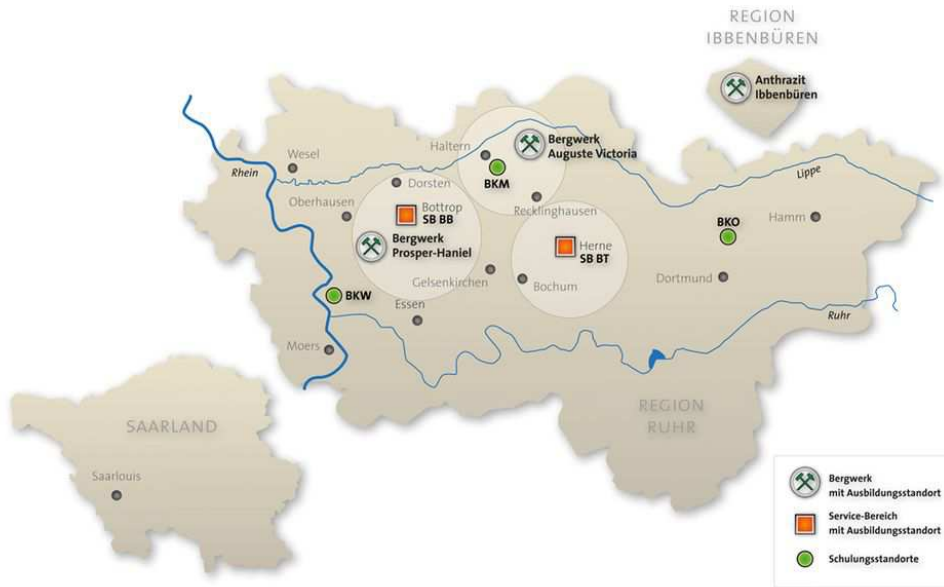 REGION
IBBENBÜREN
Anthrazit
Ibbenbüren
Bergwerk
Auguste Victoria
Haltern
Wesel
Rhein
BKM
Lippe
Dorsten
Oberhausen
Bottrop
SB BB
Recklinghausen
BKO
Hamm
Bergwerk
Prosper-Haniel
Herne
SB BT
Gelsenkirchen
Bochum
Dortmund
BKW
Essen
Ruhr
Moers
REGION
RUHR
SAARLAND
Saarlouis
Bergwerk
mit Ausbildungsstandort
Service-Bereich
mit Ausbildungsstandort
Schulungsstandorte